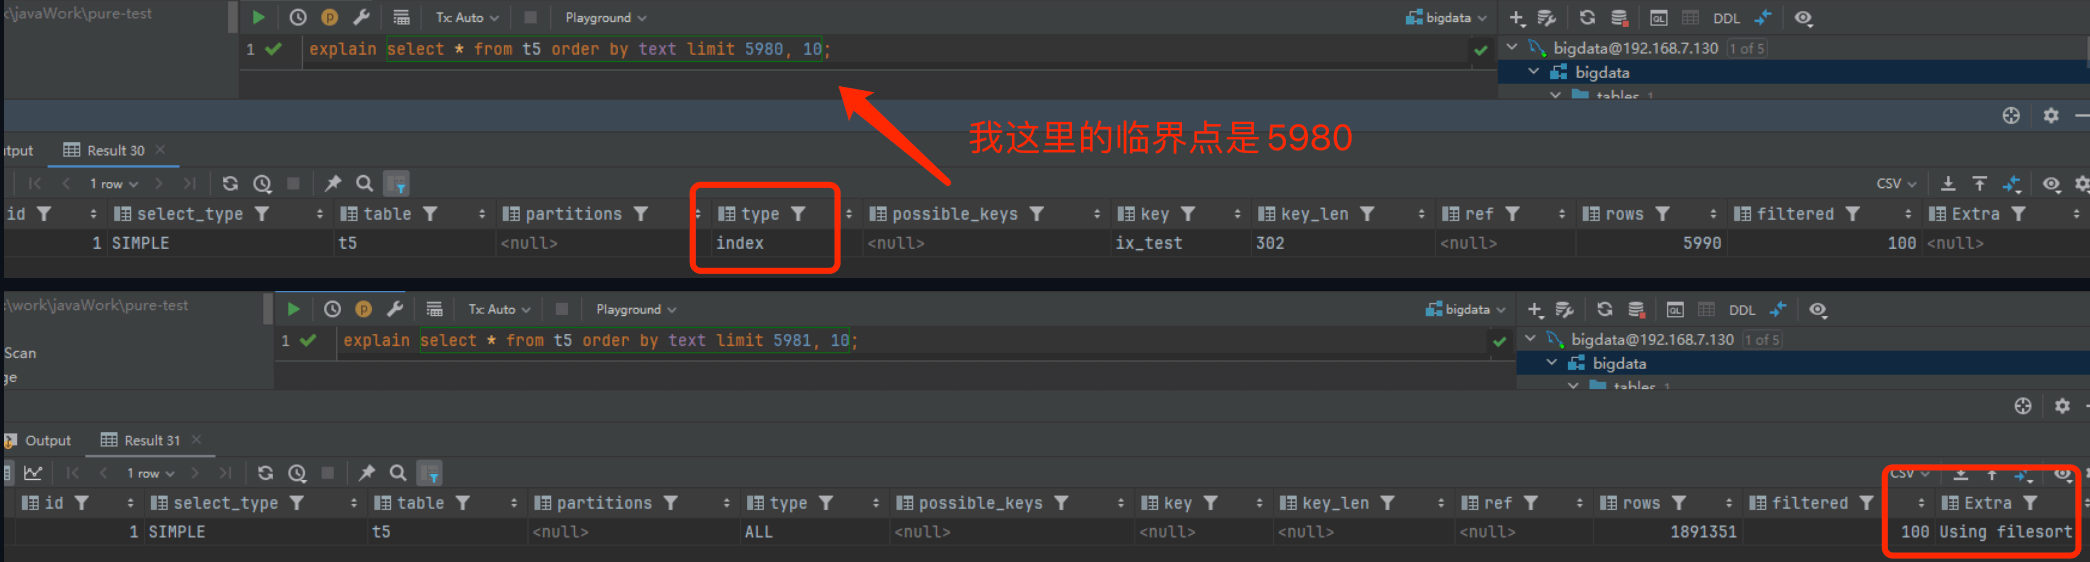 \javaWork\pure-test
Tx: Auto
Playground
bigdata
DDL
1
explain select * from t5 order by text limit 5980, 10;
bigdata@192.168.7.130 1 of 5
bigdata
tables 1
我这里的临界点是5980
Result 30
1 row
CSV
id select_type table partitions type possible_keys key key_len ref rows filtered Extra
1 SIMPLE t5 <null> index <null> ix_test 302 <null> 5990 100 <null>
\work\javaWork\pure-test
Tx: Auto
Playground
bigdata
DDL
Scan
1
explain select * from t5 order by text limit 5981, 10;
bigdata@192.168.7.130 1 of 5
bigdata
tables 1
Output
Result 31
1 row
CSV
id select_type table partitions type possible_keys key key_len ref rows filtered Extra
1 SIMPLE t5 <null> ALL <null> <null> <null> <null> 1891351 100 Using filesort